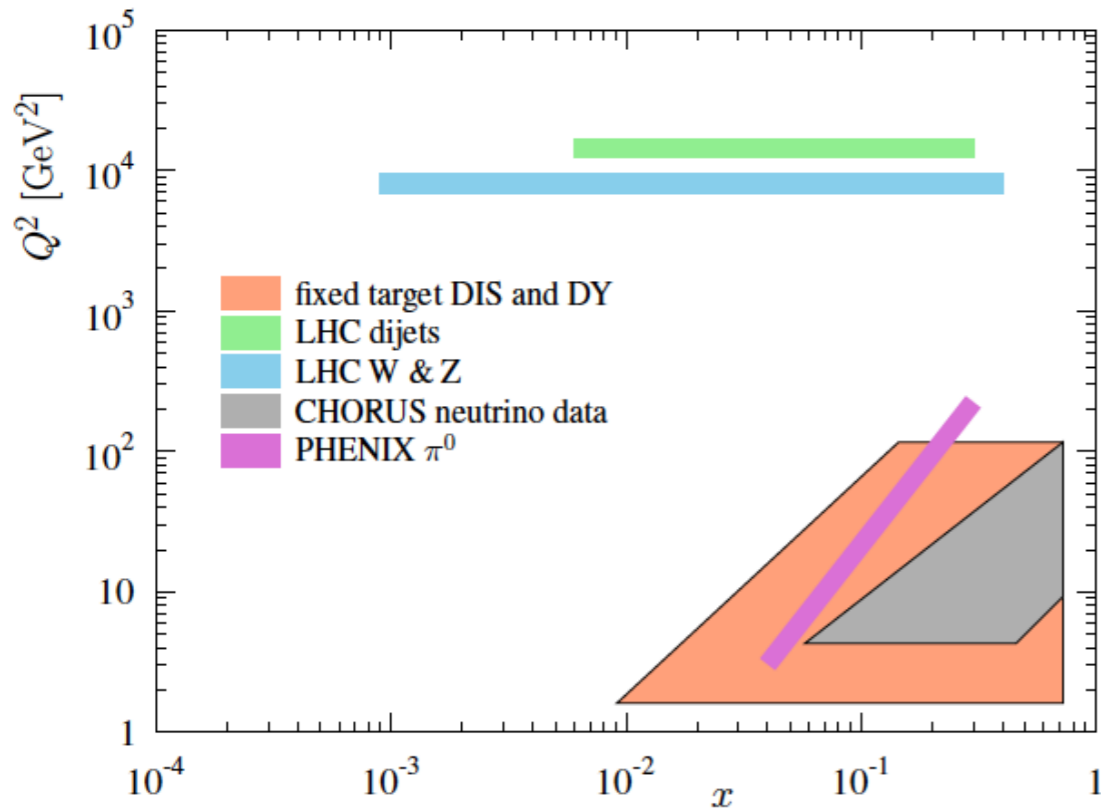 10^5
10^4
10^3
10^2
10
1
Q^2 [GeV^2]
fixed target DIS and DY
LHC dijets
LHC W & Z
CHORUS neutrino data
PHENIX π^0
10^-4
10^-3
10^-2
10^-1
1
x